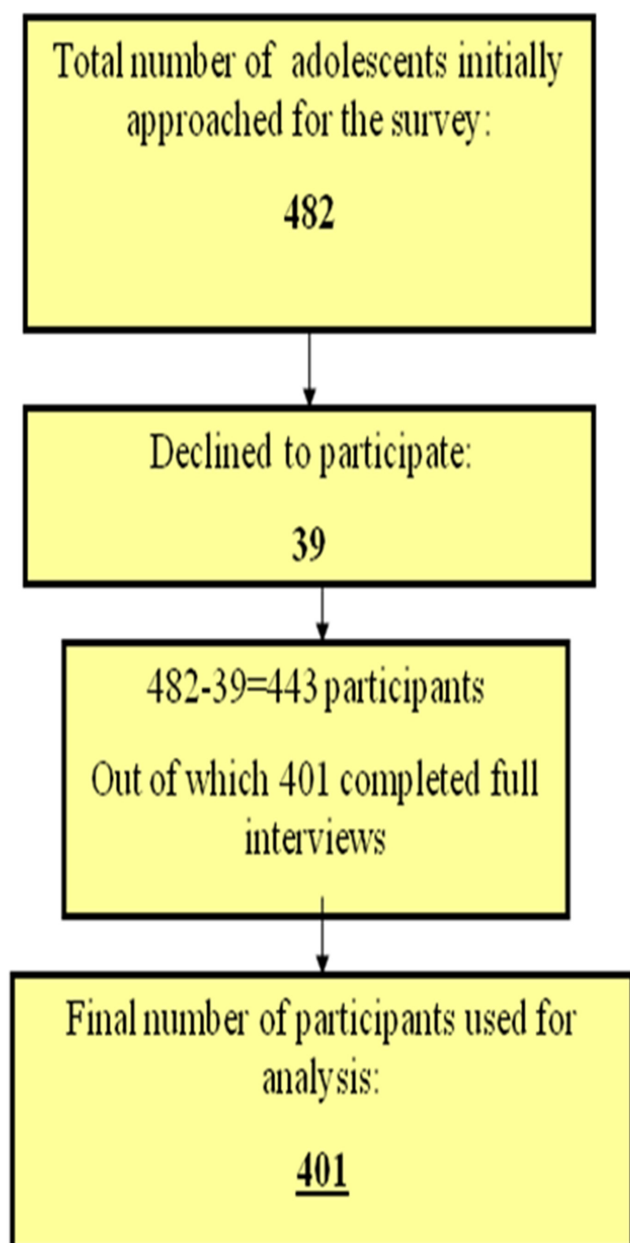 Total number of adolescents initially
approached for the survey:
482
Declined to participate:
39
482-39=443 participants
Out of which 401 completed full
interviews
Final number of participants used for
analysis:
401